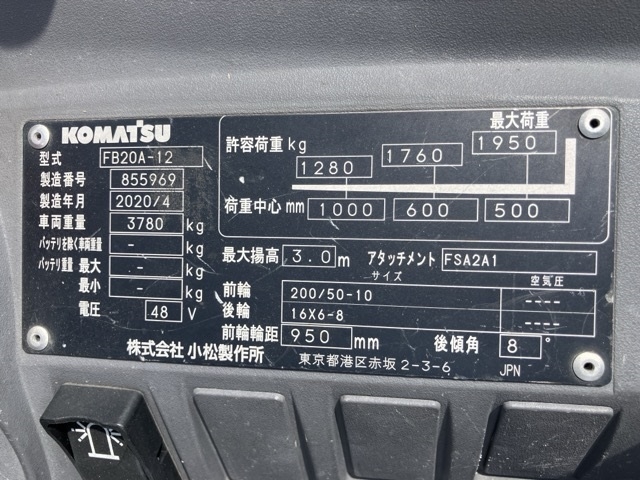 KOMATSU
型式 FB20A-12
製造番号 855969
製造年月 2020/4
車両重量 3780 kg
バッテリを除く車両重量 - kg
バッテリ重量 最大 - kg
最小 - kg
電圧 48 V
最大荷重
許容荷重 kg 1280 1760 1950
荷重中心 mm 1000 600 500
最大揚高 3.0 m アタッチメント FSA2A1
サイズ 空気圧
前輪 200/50-10 ----
後輪 16X6-8 ----
前輪輪距 950 mm 後傾角 8 °
株式会社 小松製作所
東京都港区赤坂 2-3-6 JPN